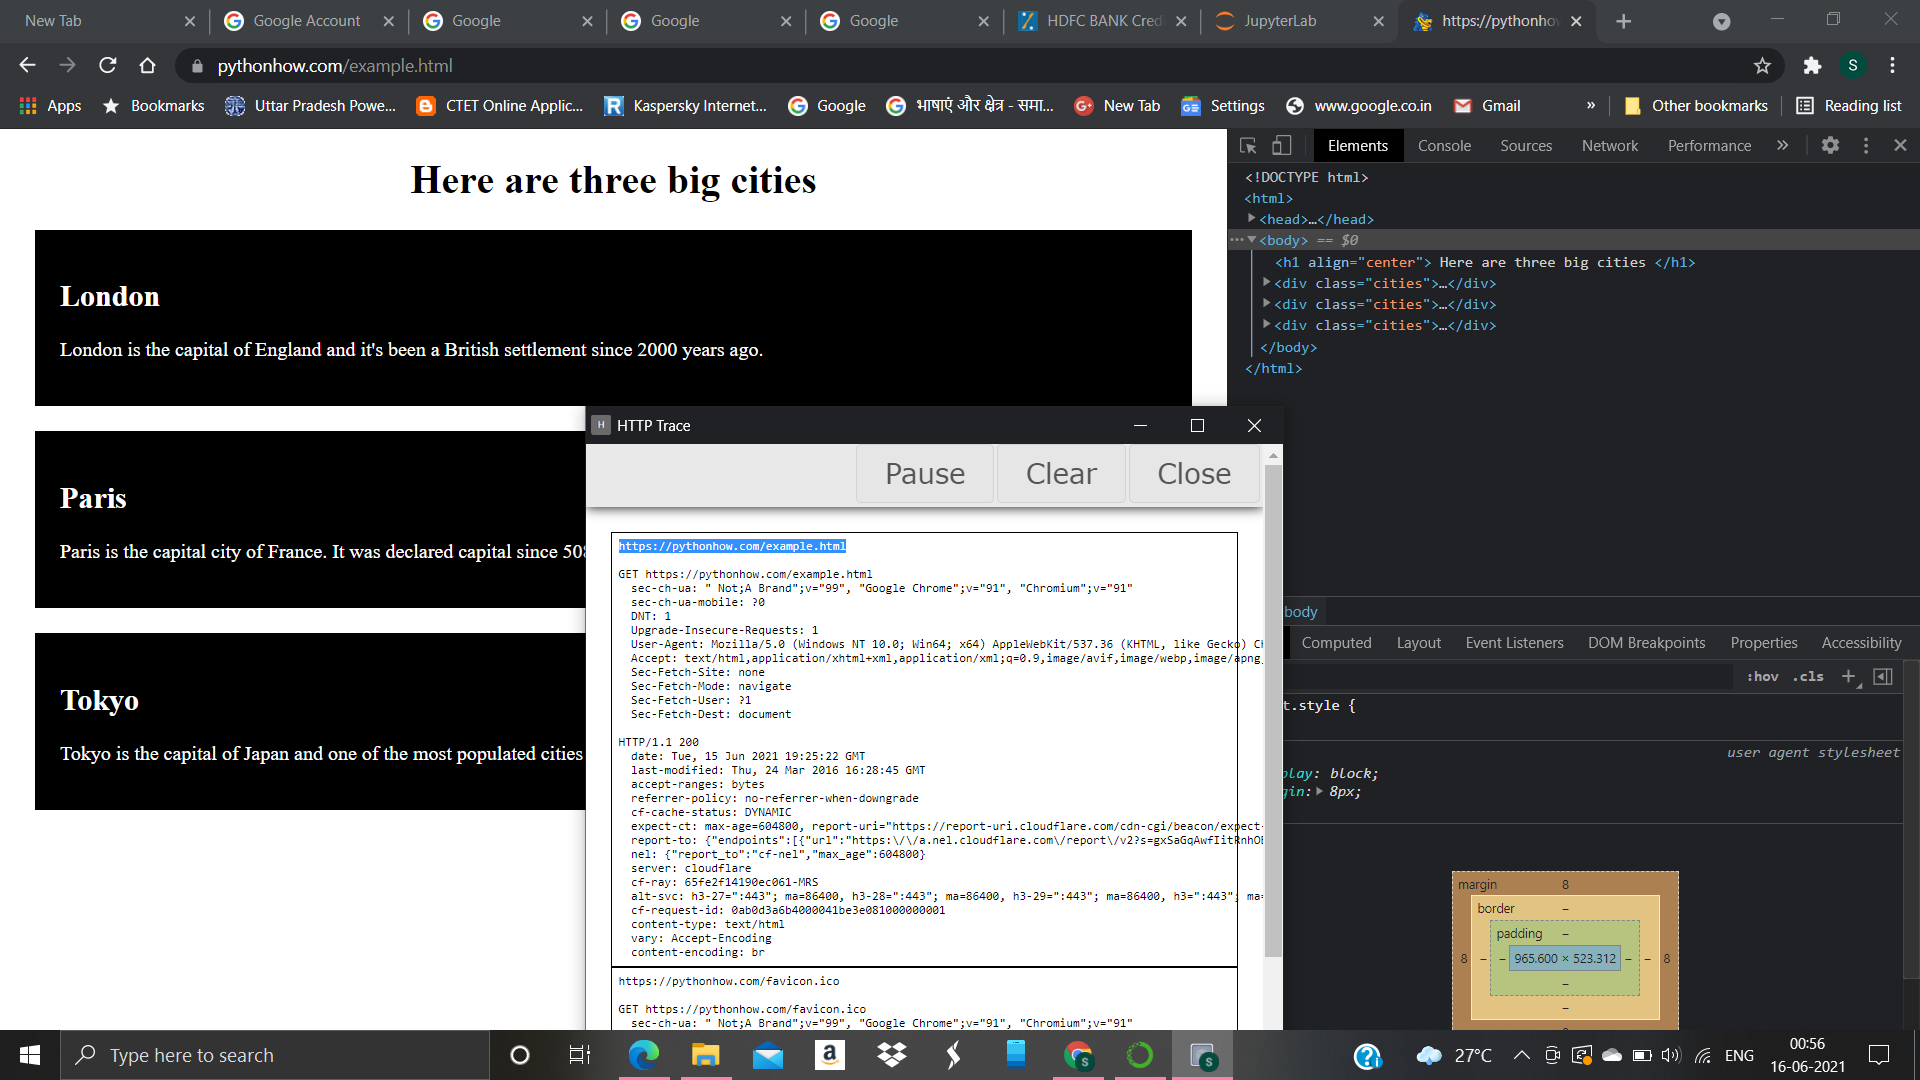 New Tab
Google Account
Google
Google
Google
HDFC BANK Cred
JupyterLab
https://pythonho
pythonhow.com/example.html
S
Apps
Bookmarks
Uttar Pradesh Powe...
CTET Online Applic...
Kaspersky Internet...
Google
भाषाएं और क्षेत्र - समा...
New Tab
Settings
www.google.co.in
Gmail
»
Other bookmarks
Reading list
Here are three big cities
London
London is the capital of England and it's been a British settlement since 2000 years ago.
Paris
Paris is the capital city of France. It was declared capital since 508
Tokyo
Tokyo is the capital of Japan and one of the most populated cities
Elements
Console
Sources
Network
Performance
»
<!DOCTYPE html>
<html>
<head>…</head>
<body> == $0
<h1 align="center"> Here are three big cities </h1>
<div class="cities">…</div>
<div class="cities">…</div>
<div class="cities">…</div>
</body>
</html>
H HTTP Trace
Pause
Clear
Close
https://pythonhow.com/example.html
GET https://pythonhow.com/example.html
sec-ch-ua: " Not;A Brand";v="99", "Google Chrome";v="91", "Chromium";v="91"
sec-ch-ua-mobile: ?0
DNT: 1
Upgrade-Insecure-Requests: 1
User-Agent: Mozilla/5.0 (Windows NT 10.0; Win64; x64) AppleWebKit/537.36 (KHTML, like Gecko) Ch
Accept: text/html,application/xhtml+xml,application/xml;q=0.9,image/avif,image/webp,image/apng,
Sec-Fetch-Site: none
Sec-Fetch-Mode: navigate
Sec-Fetch-User: ?1
Sec-Fetch-Dest: document
HTTP/1.1 200
date: Tue, 15 Jun 2021 19:25:22 GMT
last-modified: Thu, 24 Mar 2016 16:28:45 GMT
accept-ranges: bytes
referrer-policy: no-referrer-when-downgrade
cf-cache-status: DYNAMIC
expect-ct: max-age=604800, report-uri="https://report-uri.cloudflare.com/cdn-cgi/beacon/expect-
report-to: {"endpoints":[{"url":"https:\/\/a.nel.cloudflare.com\/report\/v2?s=gxSaGqAwfIitRnhO
nel: {"report_to":"cf-nel","max_age":604800}
server: cloudflare
cf-ray: 65fe2f14190ec061-MRS
alt-svc: h3-27=":443"; ma=86400, h3-28=":443"; ma=86400, h3-29=":443"; ma=86400, h3=":443"; ma=
cf-request-id: 0ab0d3a6b4000041be3e081000000001
content-type: text/html
vary: Accept-Encoding
content-encoding: br
https://pythonhow.com/favicon.ico
GET https://pythonhow.com/favicon.ico
sec-ch-ua: " Not;A Brand";v="99", "Google Chrome";v="91", "Chromium";v="91"
body
Computed
Layout
Event Listeners
DOM Breakpoints
Properties
Accessibility
:hov .cls
t.style {
user agent stylesheet
play: block;
gin: 8px;
margin 8
border –
padding –
8 – – 965.600 × 523.312 – – 8
–
–
Type here to search
27°C
ENG
00:56
16-06-2021